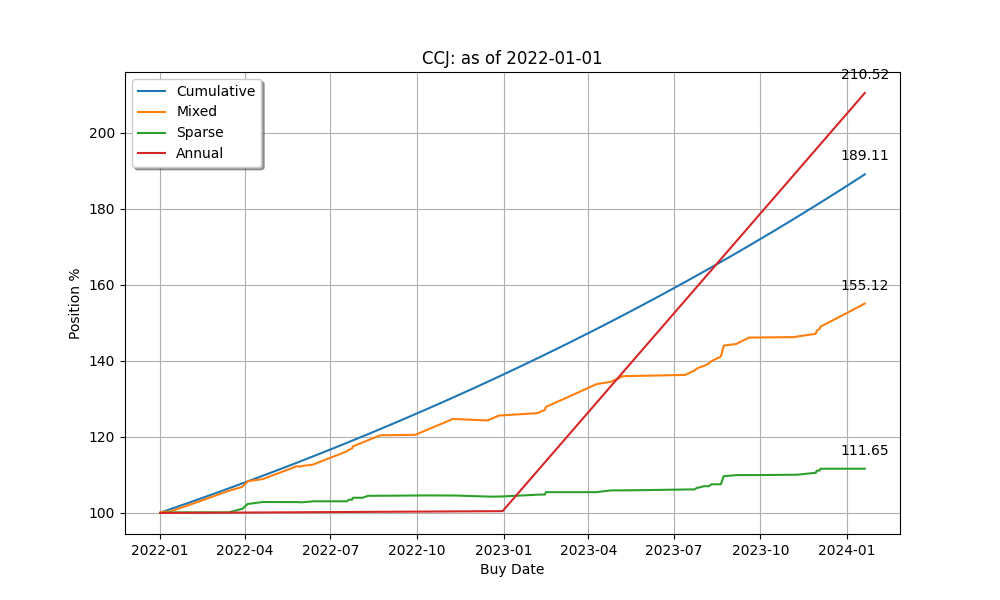 CCJ: as of 2022-01-01
210.52
Cumulative
Mixed
Sparse
Annual
189.11
155.12
111.65
200
180
160
140
120
100
Position %
2022-01 2022-04 2022-07 2022-10 2023-01 2023-04 2023-07 2023-10 2024-01
Buy Date